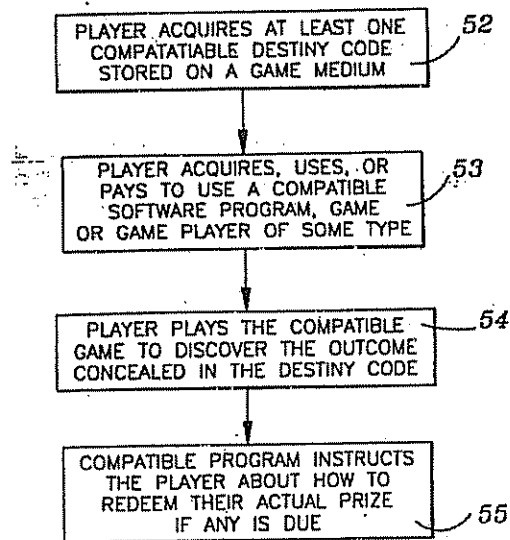 PLAYER ACQUIRES AT LEAST ONE
COMPATATIABLE DESTINY CODE
STORED ON A GAME MEDIUM
52
PLAYER ACQUIRES, USES, OR
PAYS TO USE A COMPATIBLE
SOFTWARE PROGRAM, GAME
OR GAME PLAYER OF SOME TYPE
53
PLAYER PLAYS THE COMPATIBLE
GAME TO DISCOVER THE OUTCOME
CONCEALED IN THE DESTINY CODE
54
COMPATIBLE PROGRAM INSTRUCTS
THE PLAYER ABOUT HOW TO
REDEEM THEIR ACTUAL PRIZE
IF ANY IS DUE
55